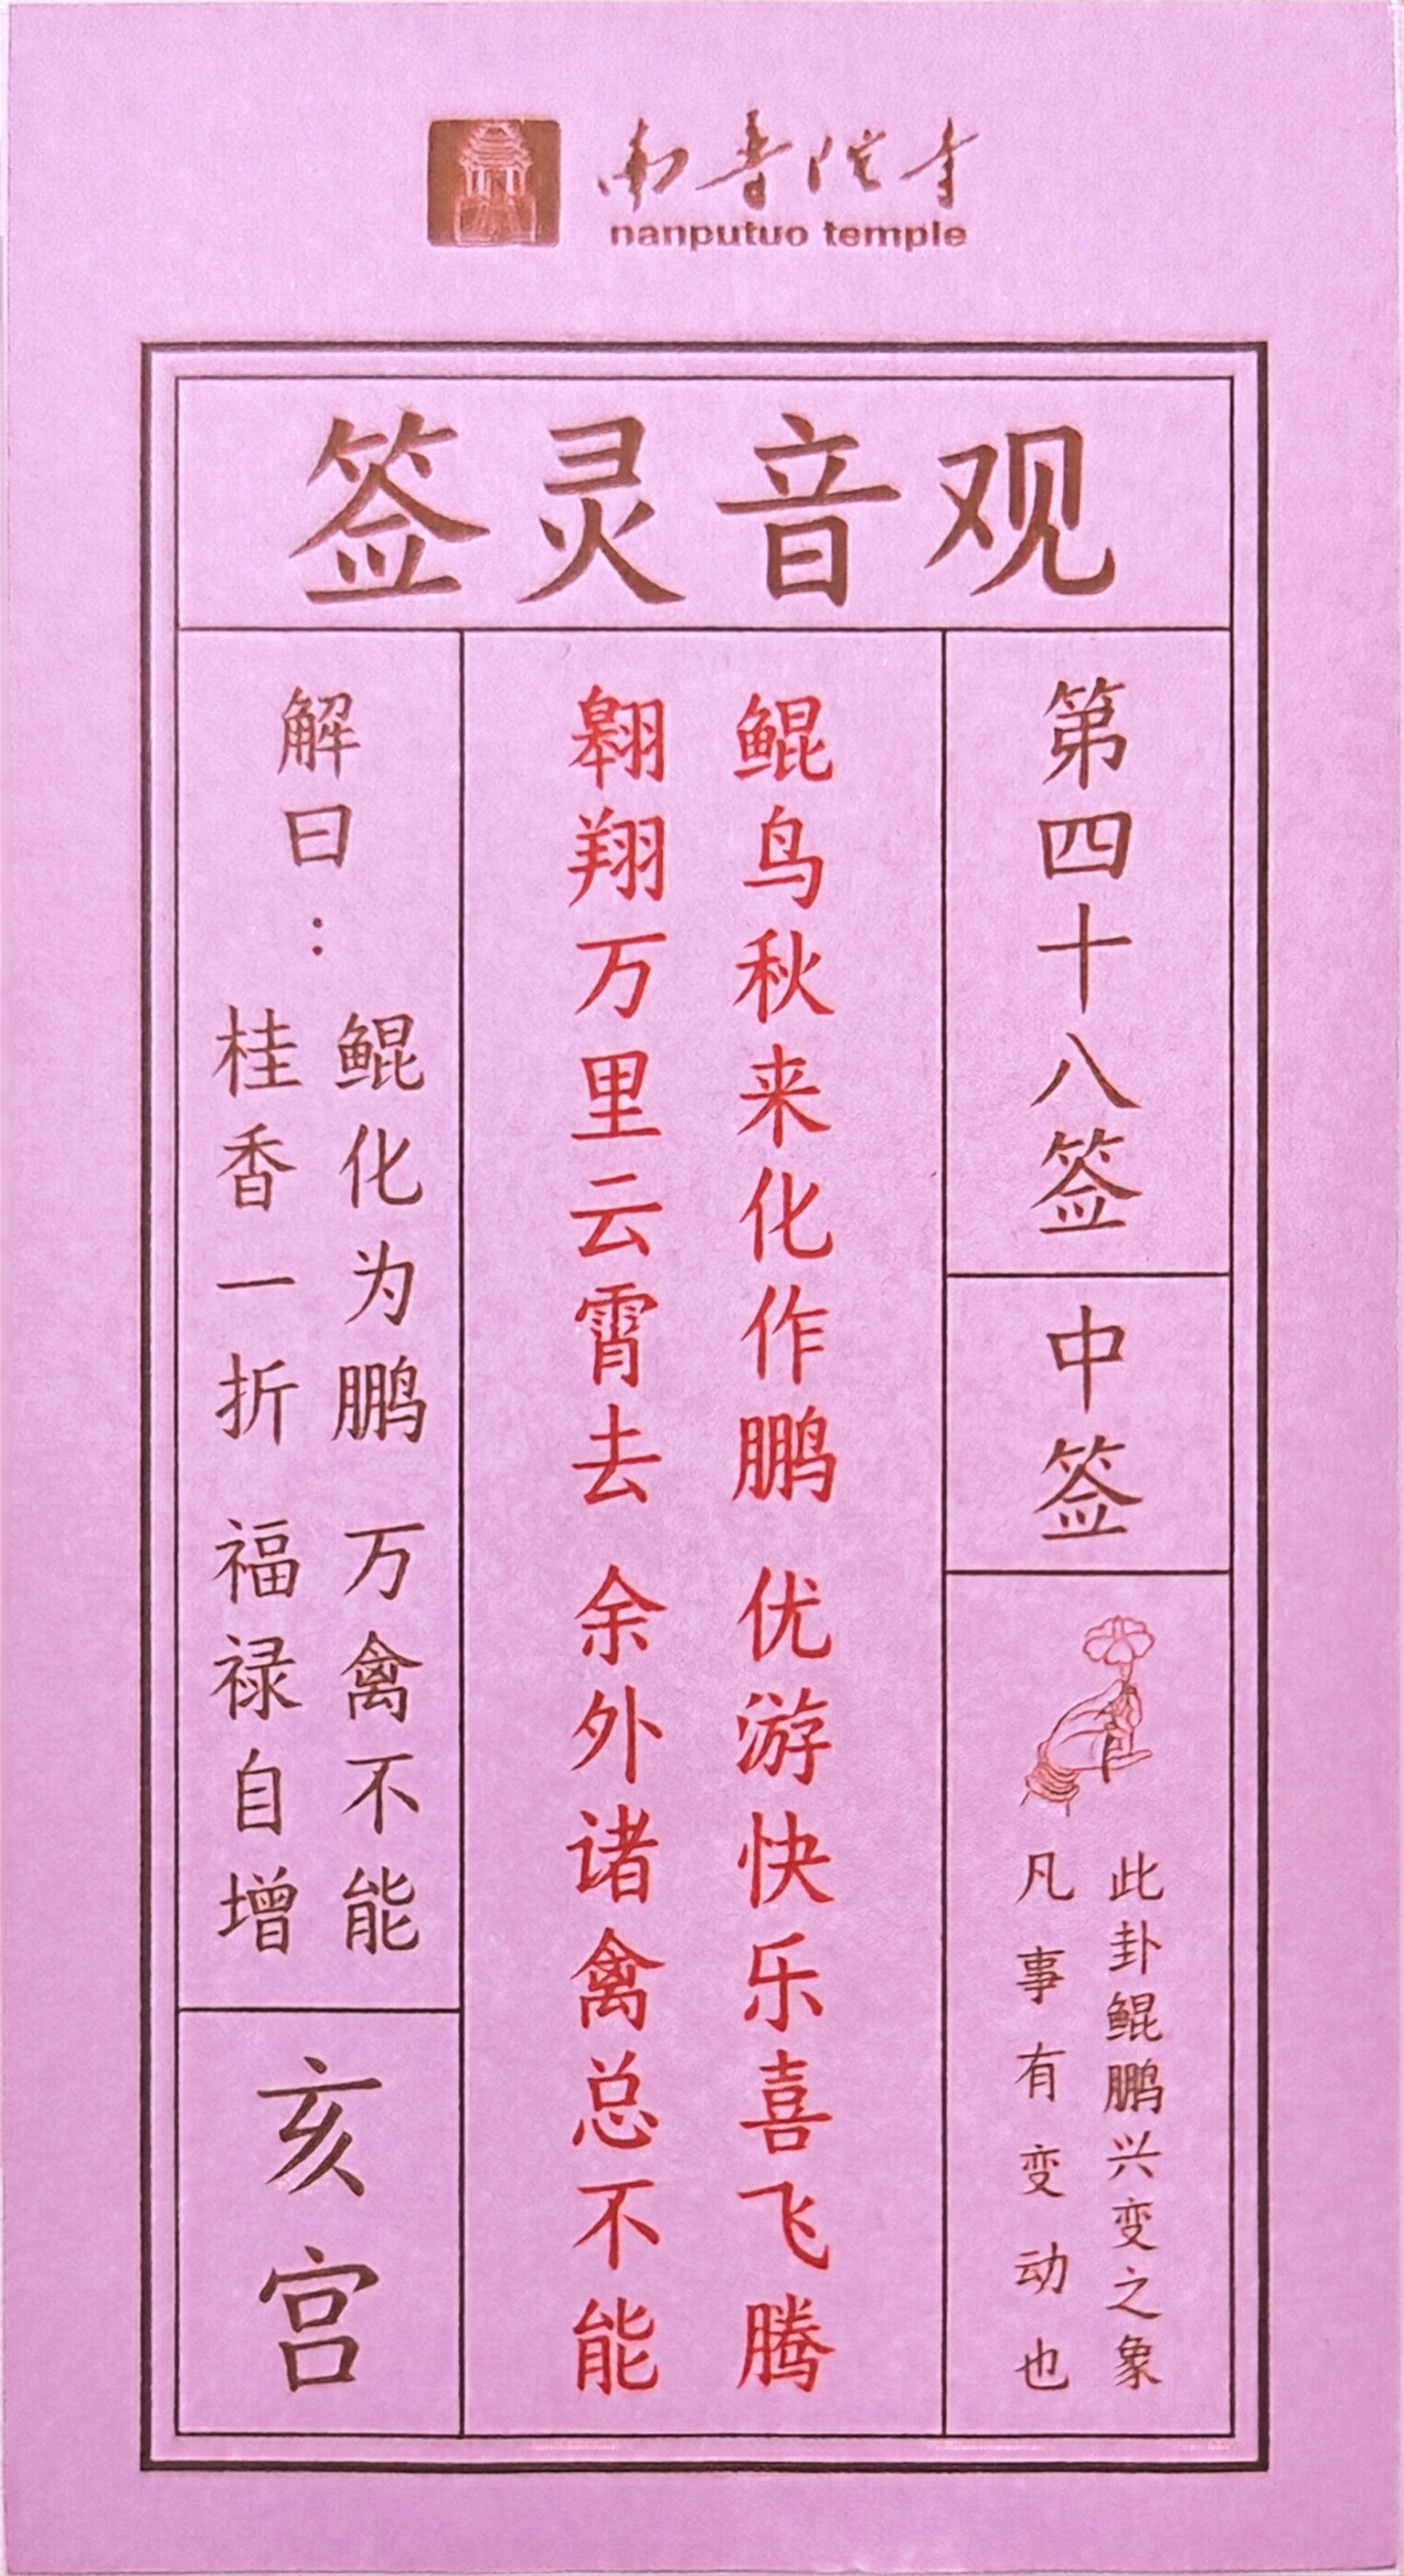 南普陀寺
nanputuo temple
观音灵签
第四十八签
中签
此卦鲲鹏兴变之象
凡事有变动也
鲲鸟秋来化作鹏 优游快乐喜飞腾
翱翔万里云霄去 余外诸禽总不能
解曰：
鲲化为鹏 万禽不能
桂香一折 福禄自增
亥宫